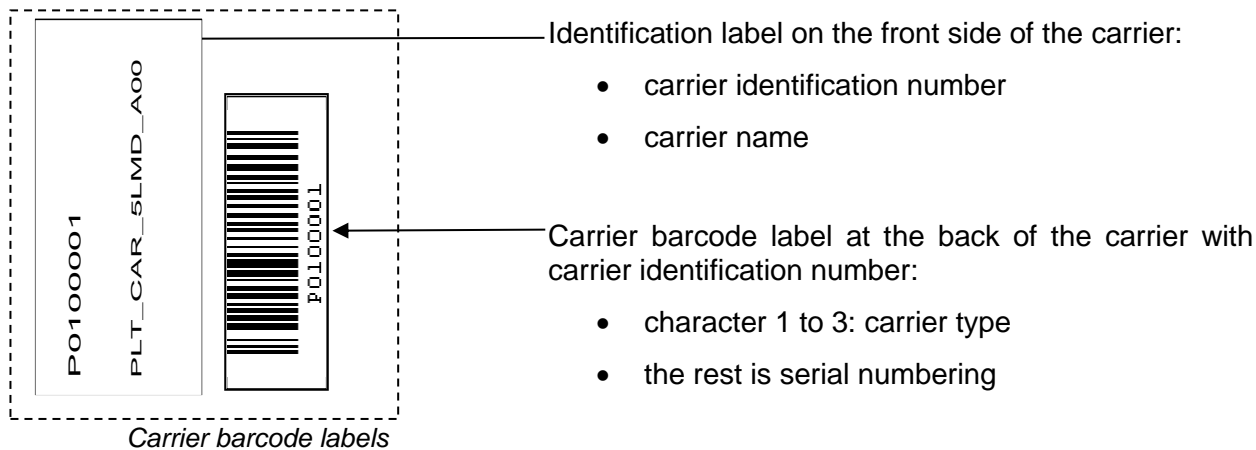 P0100001
PLT_CAR_5LMD_A00
P0100001
Identification label on the front side of the carrier:
• carrier identification number
• carrier name
Carrier barcode label at the back of the carrier with
carrier identification number:
• character 1 to 3: carrier type
• the rest is serial numbering
Carrier barcode labels